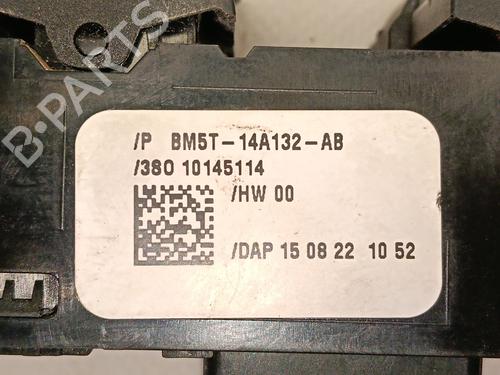 B-PARTS
/P BM5T-14A132-AB
/380 10145114
/HW 00
/DAP 15 08 22 10 52